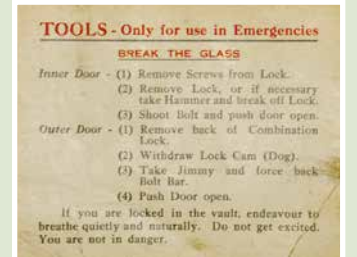 TOOLS - Only for use in Emergencies
BREAK THE GLASS
Inner Door - (1) Remove Screws from Lock.
(2) Remove Lock, or if necessary
take Hammer and break off Lock.
(3) Shoot Bolt and push door open.
Outer Door - (1) Remove back of Combination
Lock.
(2) Withdraw Lock Cam (Dog).
(3) Take Jimmy and force back
Bolt Bar.
(4) Push Door open.
If you are locked in the vault, endeavour to
breathe quietly and naturally. Do not get excited.
You are not in danger.